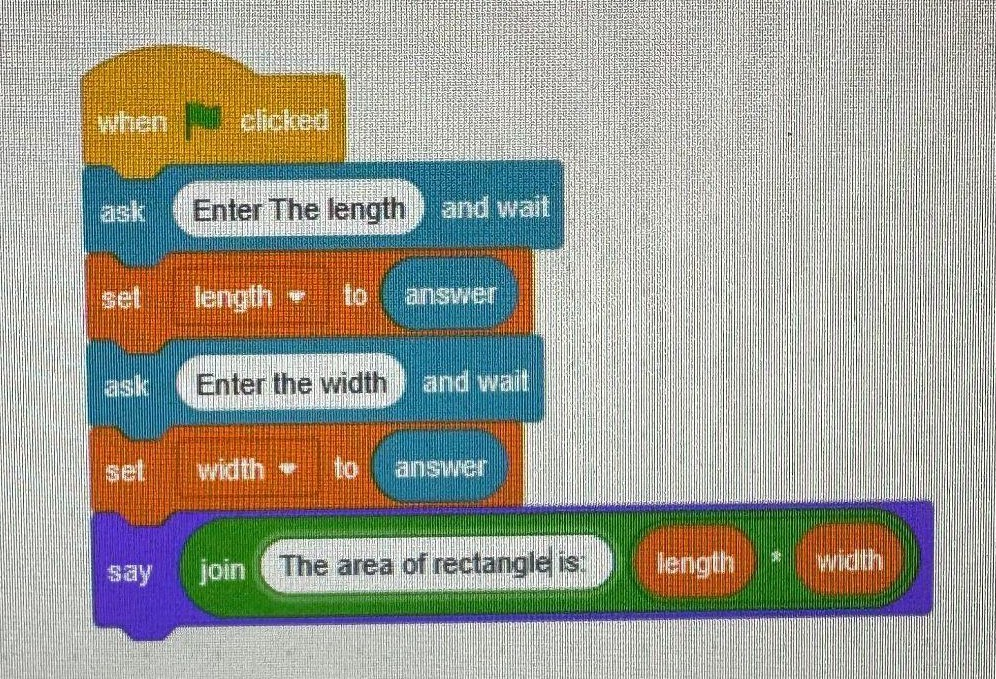 when clicked
ask Enter The length and wait
set length to answer
ask Enter the width and wait
set width to answer
say join The area of rectangle is: length * width